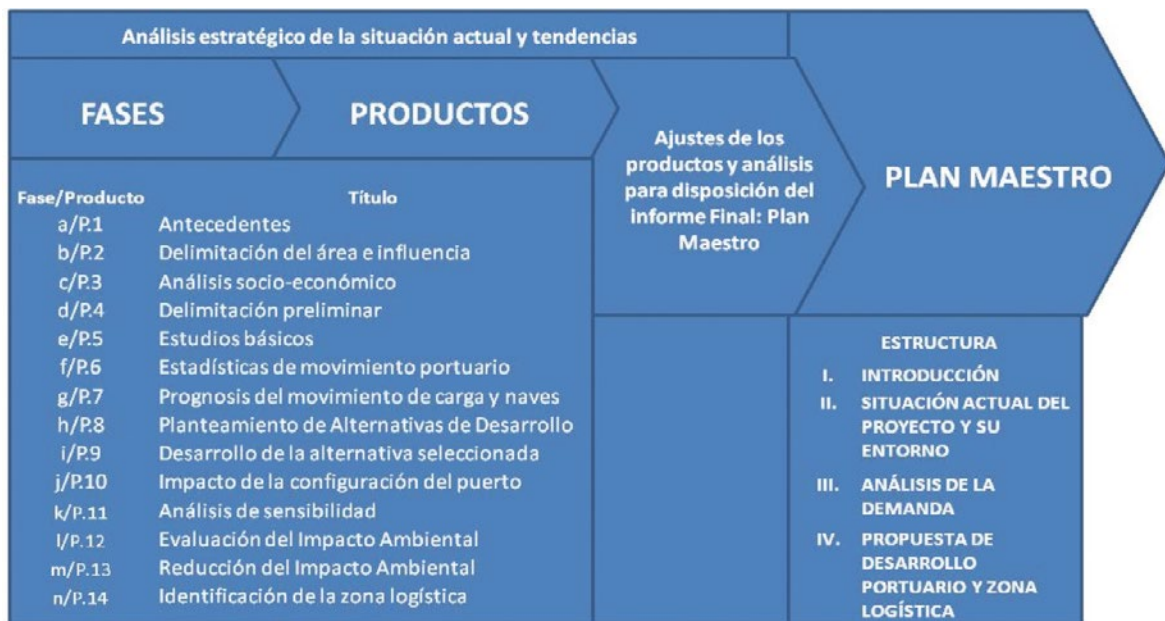 Análisis estratégico de la situación actual y tendencias
FASES
PRODUCTOS
Fase/Producto Título
a/P.1 Antecedentes
b/P.2 Delimitación del área e influencia
c/P.3 Análisis socio-económico
d/P.4 Delimitación preliminar
e/P.5 Estudios básicos
f/P.6 Estadísticas de movimiento portuario
g/P.7 Prognosis del movimiento de carga y naves
h/P.8 Planteamiento de Alternativas de Desarrollo
i/P.9 Desarrollo de la alternativa seleccionada
j/P.10 Impacto de la configuración del puerto
k/P.11 Análisis de sensibilidad
l/P.12 Evaluación del Impacto Ambiental
m/P.13 Reducción del Impacto Ambiental
n/P.14 Identificación de la zona logística
Ajustes de los
productos y análisis
para disposición del
informe Final: Plan
Maestro
PLAN MAESTRO
ESTRUCTURA
I. INTRODUCCIÓN
II. SITUACIÓN ACTUAL DEL
PROYECTO Y SU
ENTORNO
III. ANÁLISIS DE LA
DEMANDA
IV. PROPUESTA DE
DESARROLLO
PORTUARIO Y ZONA
LOGÍSTICA